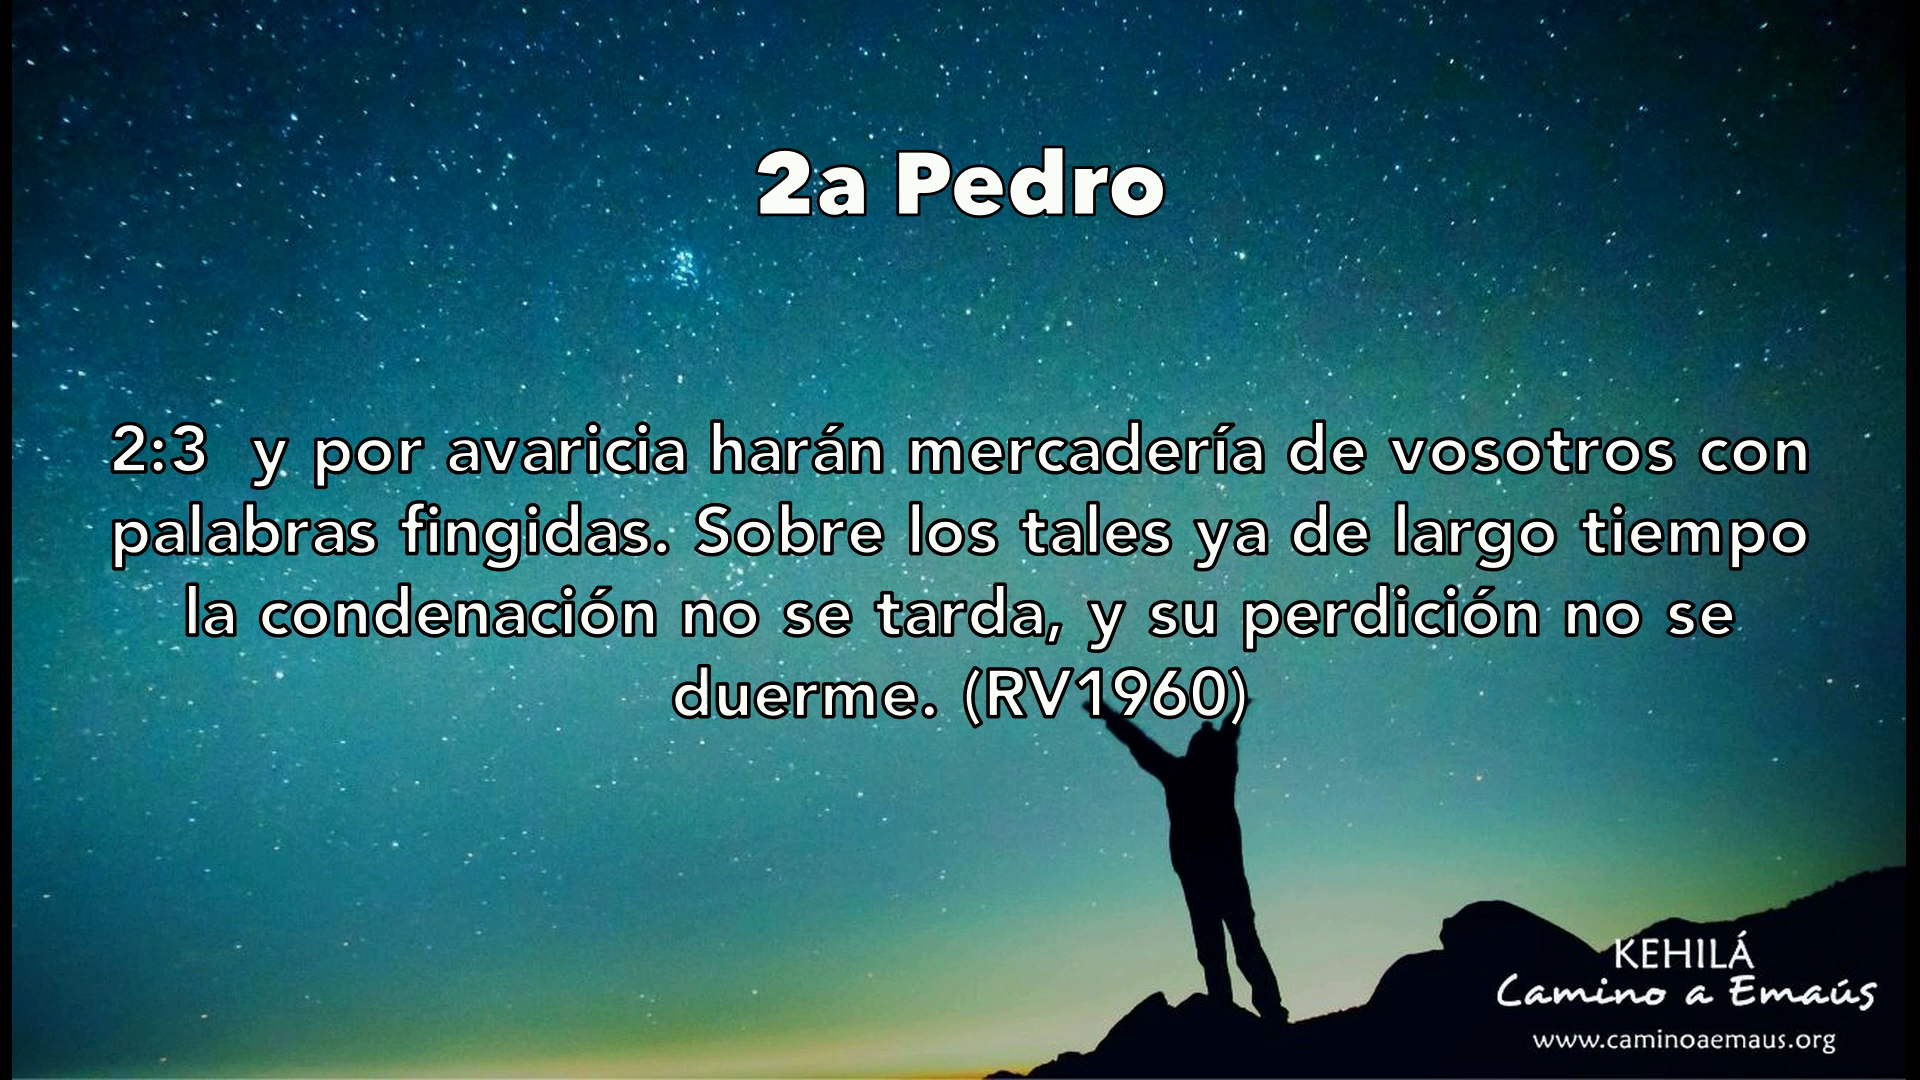 2a Pedro
2:3  y por avaricia harán mercadería de vosotros con
palabras fingidas. Sobre los tales ya de largo tiempo
la condenación no se tarda, y su perdición no se
duerme. (RV1960)
KEHILÁ
Camino a Emaús
www.caminoaemaus.org